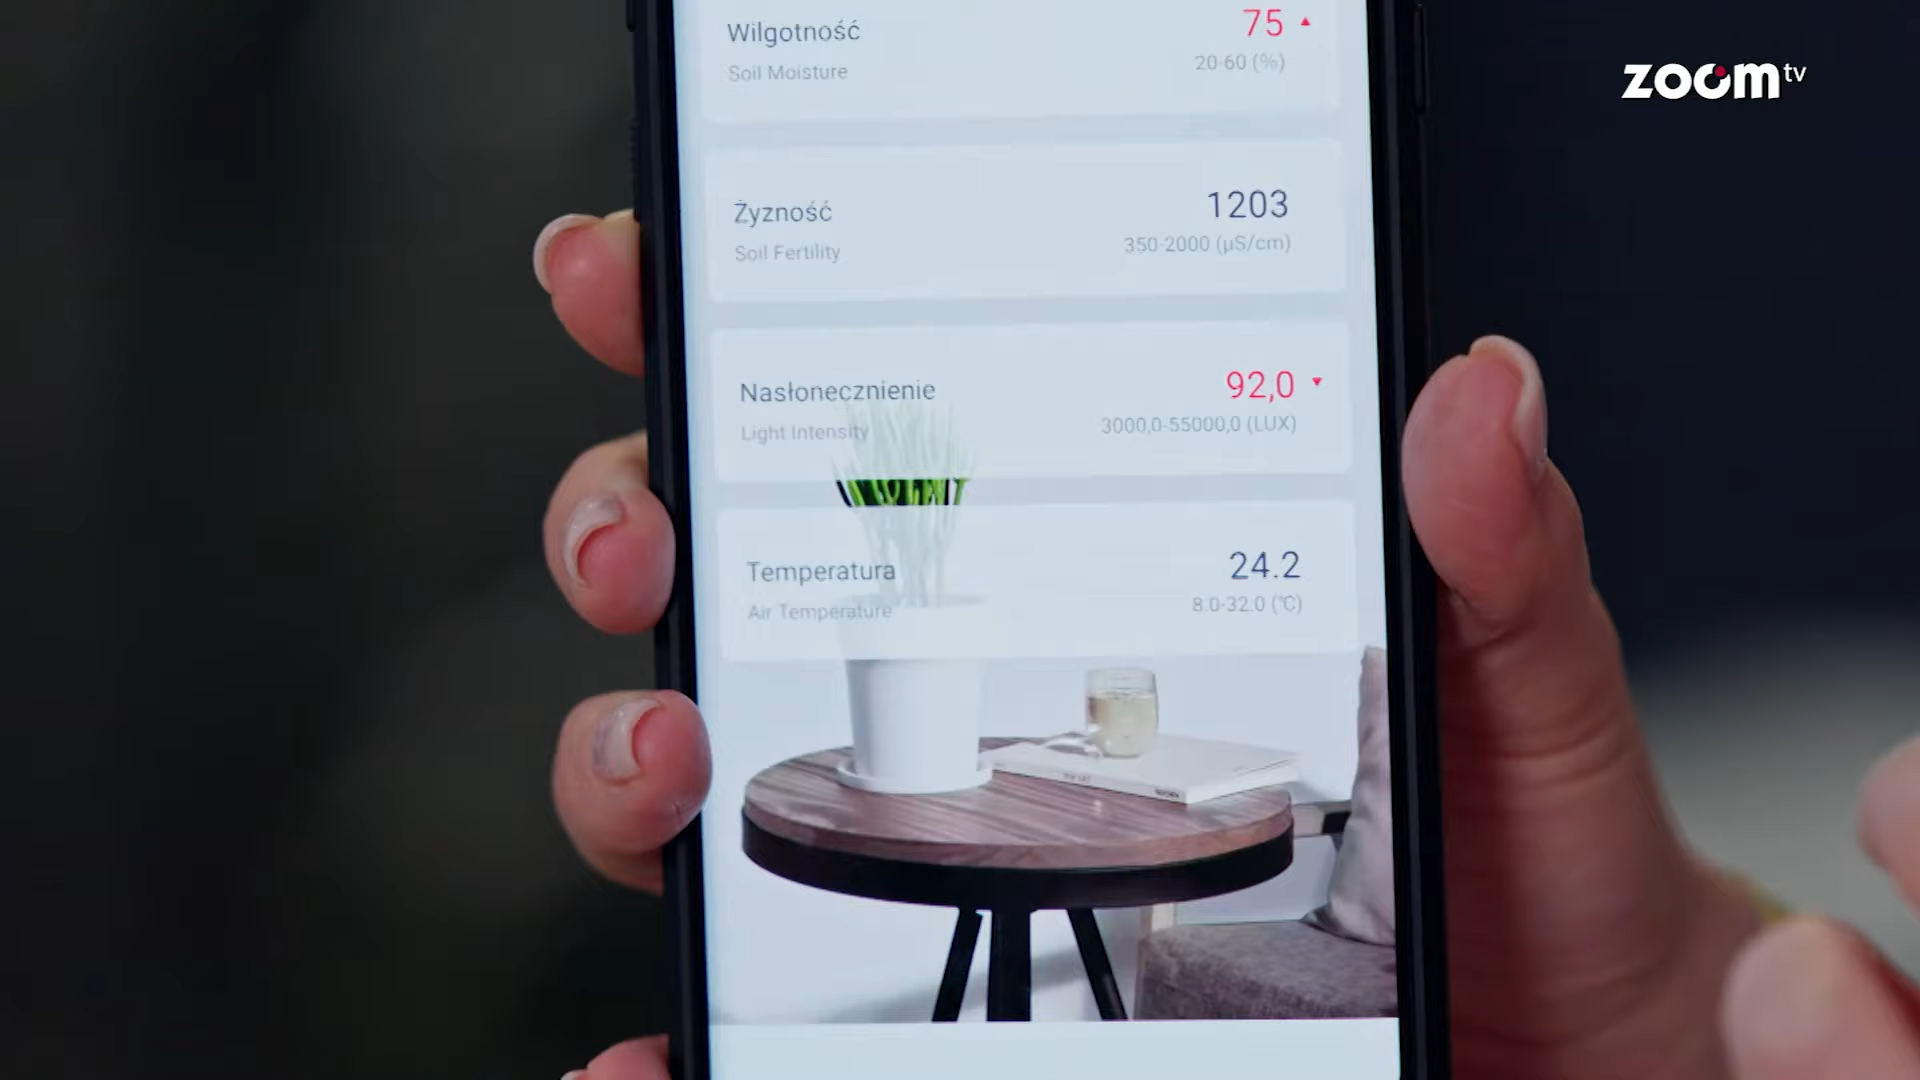 Wilgotność 75
Soil Moisture 20-60 (%)
zoom tv
Żyzność 1203
Soil Fertility 350-2000 (µS/cm)
Nasłonecznienie 92,0
Light Intensity 3000,0-55000,0 (LUX)
Temperatura 24.2
Air Temperature 8.0-32.0 (℃)